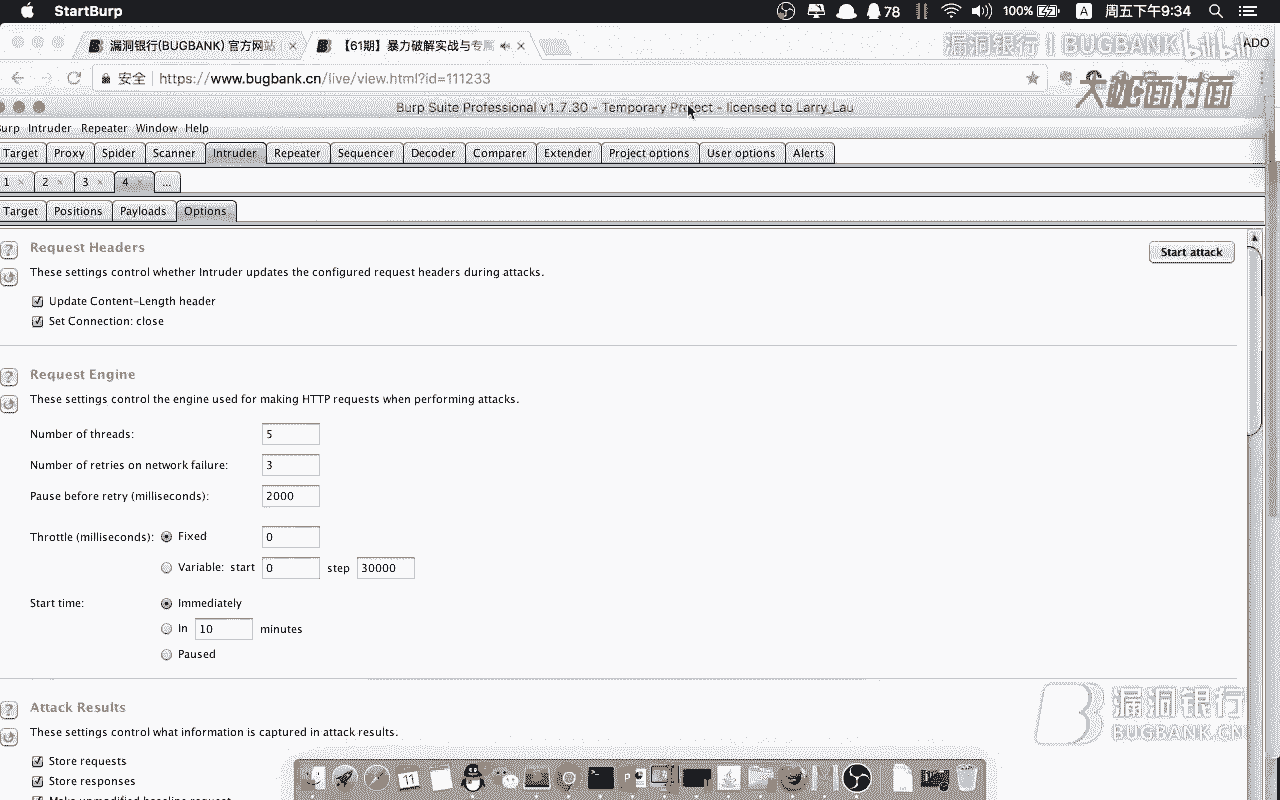 StartBurp
78
100%
A
周五下午9:34
漏洞银行(BUGBANK) 官方网站
【61期】暴力破解实战与专属
漏洞银行 | BUGBANK
bilibili
ADO
安全
https://www.bugbank.cn/live/view.html?id=111233
面对面
Burp Suite Professional v1.7.30 - Temporary Project - licensed to Larry_Lau
urp Intruder Repeater Window Help
Target Proxy Spider Scanner Intruder Repeater Sequencer Decoder Comparer Extender Project options User options Alerts
1 × 2 × 3 × 4 × ...
Target Positions Payloads Options
? Request Headers
Start attack
These settings control whether Intruder updates the configured request headers during attacks.
Update Content-Length header
Set Connection: close
? Request Engine
These settings control the engine used for making HTTP requests when performing attacks.
Number of threads: 5
Number of retries on network failure: 3
Pause before retry (milliseconds): 2000
Throttle (milliseconds): Fixed 0
Variable: start 0 step 30000
Start time: Immediately
In 10 minutes
Paused
? Attack Results
These settings control what information is captured in attack results.
Store requests
Store responses
Make unmodified baseline request
漏洞银行
BUGBANK.CN
11